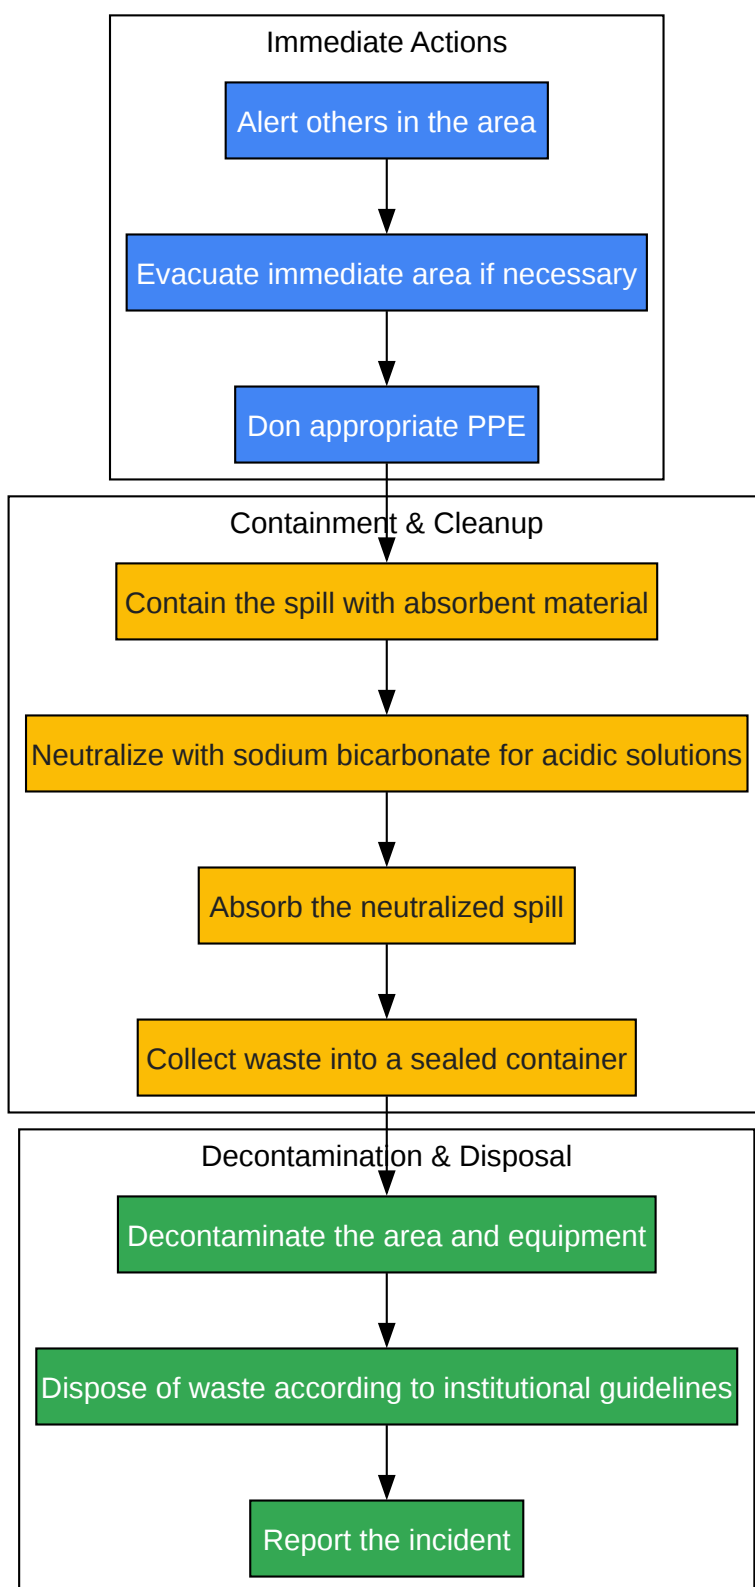 Immediate Actions
Alert others in the area
Evacuate immediate area if necessary
Don appropriate PPE
Containment & Cleanup
Contain the spill with absorbent material
Neutralize with sodium bicarbonate for acidic solutions
Absorb the neutralized spill
Collect waste into a sealed container
Decontamination & Disposal
Decontaminate the area and equipment
Dispose of waste according to institutional guidelines
Report the incident